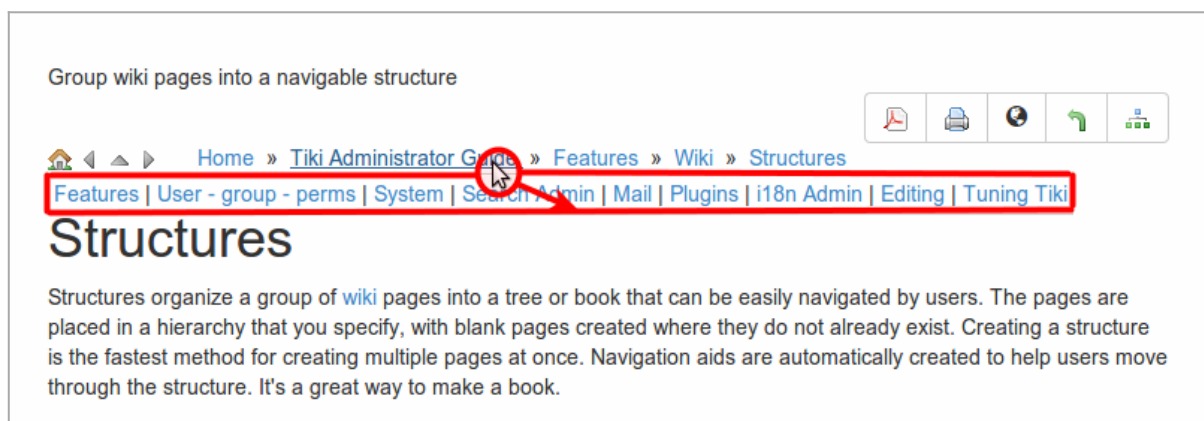 Group wiki pages into a navigable structure
Home » Tiki Administrator Guide » Features » Wiki » Structures
Features | User - group - perms | System | Search Admin | Mail | Plugins | i18n Admin | Editing | Tuning Tiki
Structures
Structures organize a group of wiki pages into a tree or book that can be easily navigated by users. The pages are
placed in a hierarchy that you specify, with blank pages created where they do not already exist. Creating a structure
is the fastest method for creating multiple pages at once. Navigation aids are automatically created to help users move
through the structure. It's a great way to make a book.